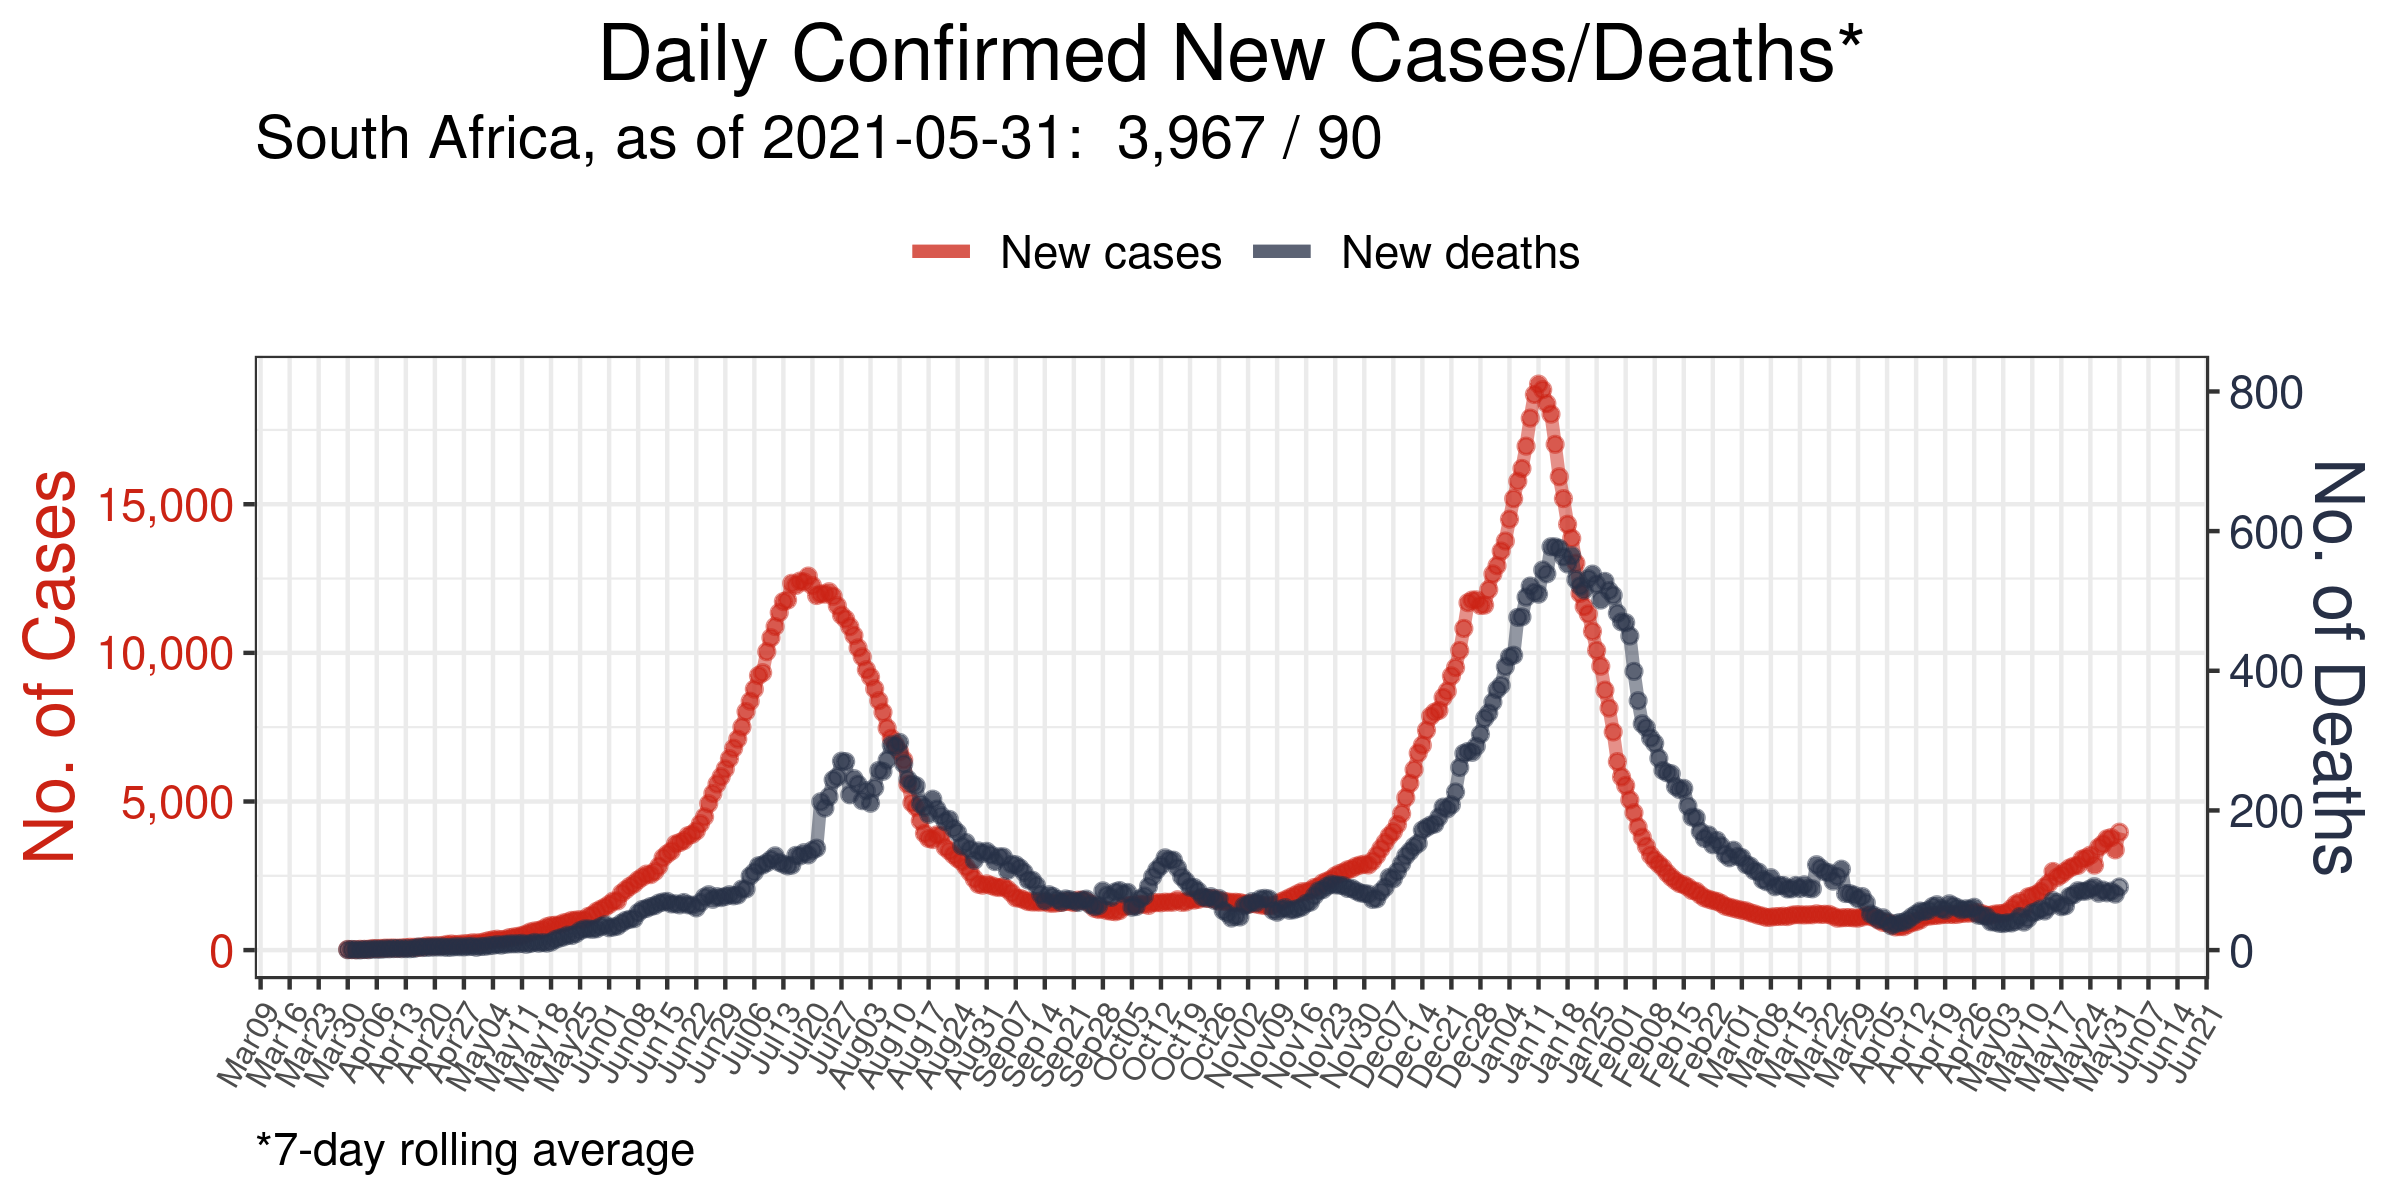 Daily Confirmed New Cases/Deaths*
South Africa, as of 2021-05-31:  3,967 / 90
New cases
New deaths
No. of Cases
15,000
10,000
5,000
0
800
600
400
200
0
No. of Deaths
Mar09
Mar16
Mar23
Mar30
Apr06
Apr13
Apr20
Apr27
May04
May11
May18
May25
Jun01
Jun08
Jun15
Jun22
Jun29
Jul06
Jul13
Jul20
Jul27
Aug03
Aug10
Aug17
Aug24
Aug31
Sep07
Sep14
Sep21
Sep28
Oct05
Oct12
Oct19
Oct26
Nov02
Nov09
Nov16
Nov23
Nov30
Dec07
Dec14
Dec21
Dec28
Jan04
Jan11
Jan18
Jan25
Feb01
Feb08
Feb15
Feb22
Mar01
Mar08
Mar15
Mar22
Mar29
Apr05
Apr12
Apr19
Apr26
May03
May10
May17
May24
May31
Jun07
Jun14
Jun21
*7-day rolling average